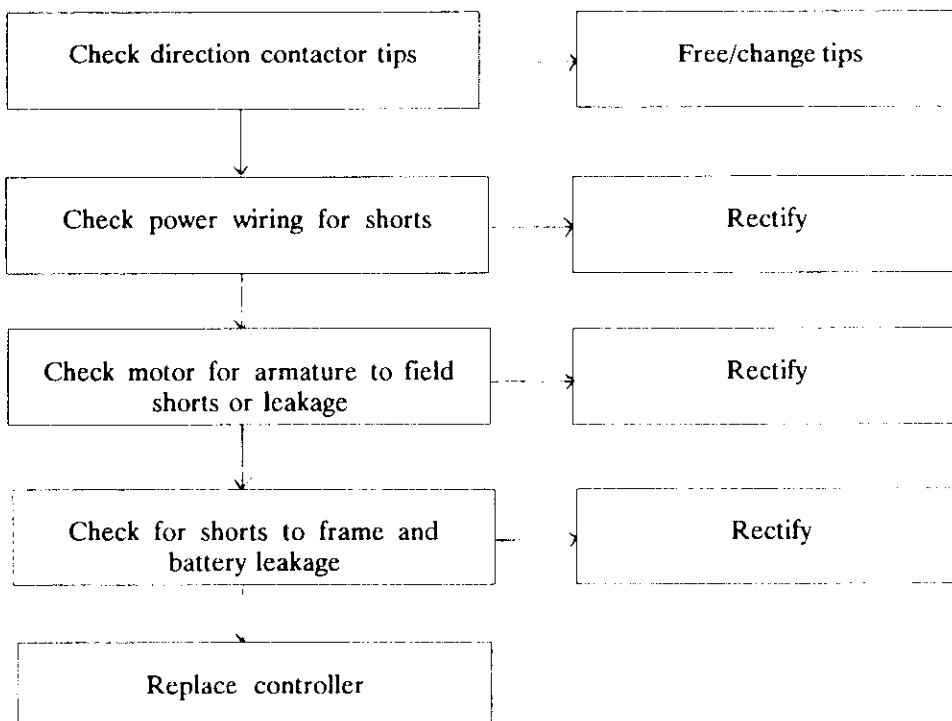 Check direction contactor tips
Free/change tips
Check power wiring for shorts
Rectify
Check motor for armature to field
shorts or leakage
Rectify
Check for shorts to frame and
battery leakage
Rectify
Replace controller